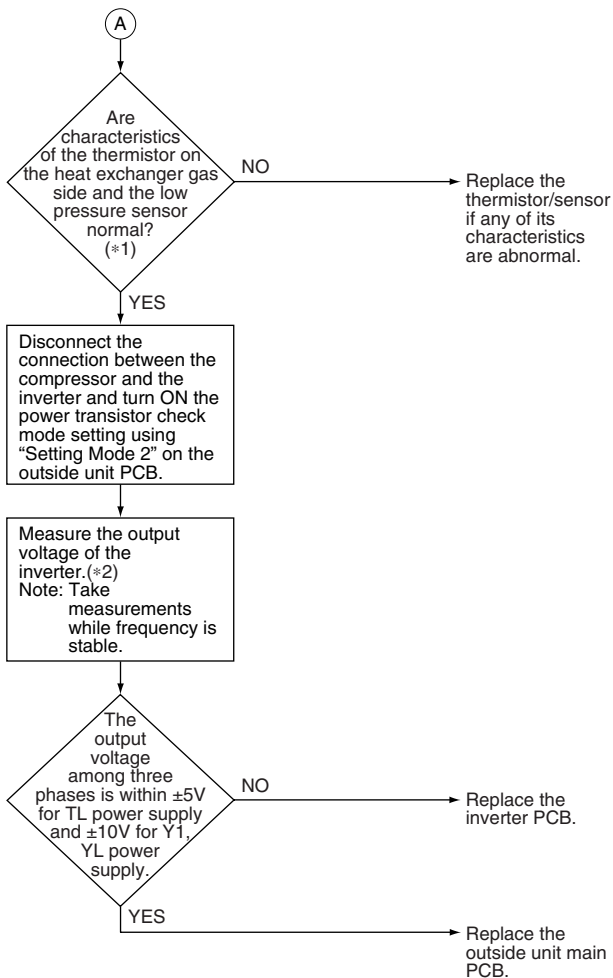 A
Are
characteristics
of the thermistor on
the heat exchanger gas
side and the low
pressure sensor
normal?
(*1)
NO
Replace the
thermistor/sensor
if any of its
characteristics
are abnormal.
YES
Disconnect the
connection between the
compressor and the
inverter and turn ON the
power transistor check
mode setting using
“Setting Mode 2” on the
outside unit PCB.
Measure the output
voltage of the
inverter.(*2)
Note: Take
measurements
while frequency is
stable.
The
output
voltage
among three
phases is within ±5V
for TL power supply
and ±10V for Y1,
YL power
supply.
NO
Replace the
inverter PCB.
YES
Replace the
outside unit main
PCB.